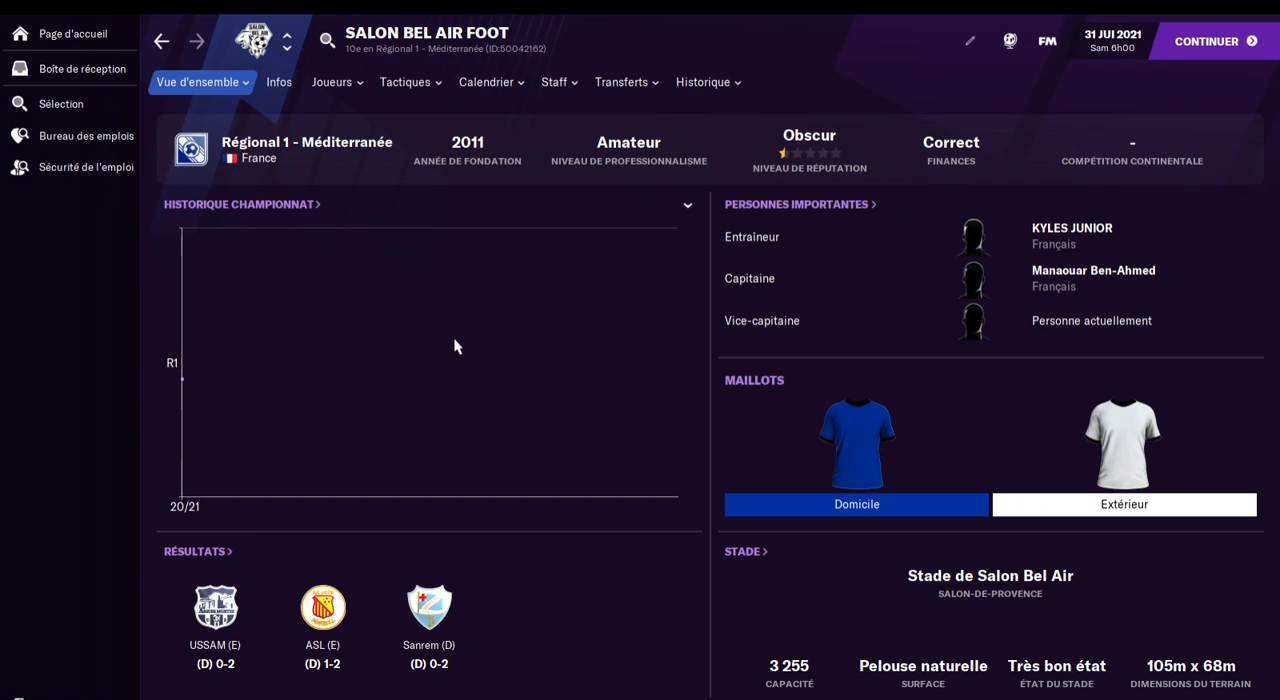 Page d'accueil
Boîte de réception
Sélection
Bureau des emplois
Sécurité de l'emploi
SALON BEL AIR
SALON BEL AIR FOOT
10e en Régional 1 - Méditerranée (ID:50042162)
FM
31 JUI 2021
Sam 6h00
CONTINUER
Vue d'ensemble
Infos
Joueurs
Tactiques
Calendrier
Staff
Transferts
Historique
Régional 1 - Méditerranée
France
2011
ANNÉE DE FONDATION
Amateur
NIVEAU DE PROFESSIONNALISME
Obscur
NIVEAU DE RÉPUTATION
Correct
FINANCES
-
COMPÉTITION CONTINENTALE
HISTORIQUE CHAMPIONNAT >
R1
20/21
PERSONNES IMPORTANTES >
Entraîneur
KYLES JUNIOR
Français
Capitaine
Manaouar Ben-Ahmed
Français
Vice-capitaine
Personne actuellement
MAILLOTS
Domicile
Extérieur
RÉSULTATS >
USSAM (E)
(D) 0-2
ASL (E)
(D) 1-2
Sanrem (D)
(D) 0-2
STADE >
Stade de Salon Bel Air
SALON-DE-PROVENCE
3 255
CAPACITÉ
Pelouse naturelle
SURFACE
Très bon état
ÉTAT DU STADE
105m x 68m
DIMENSIONS DU TERRAIN